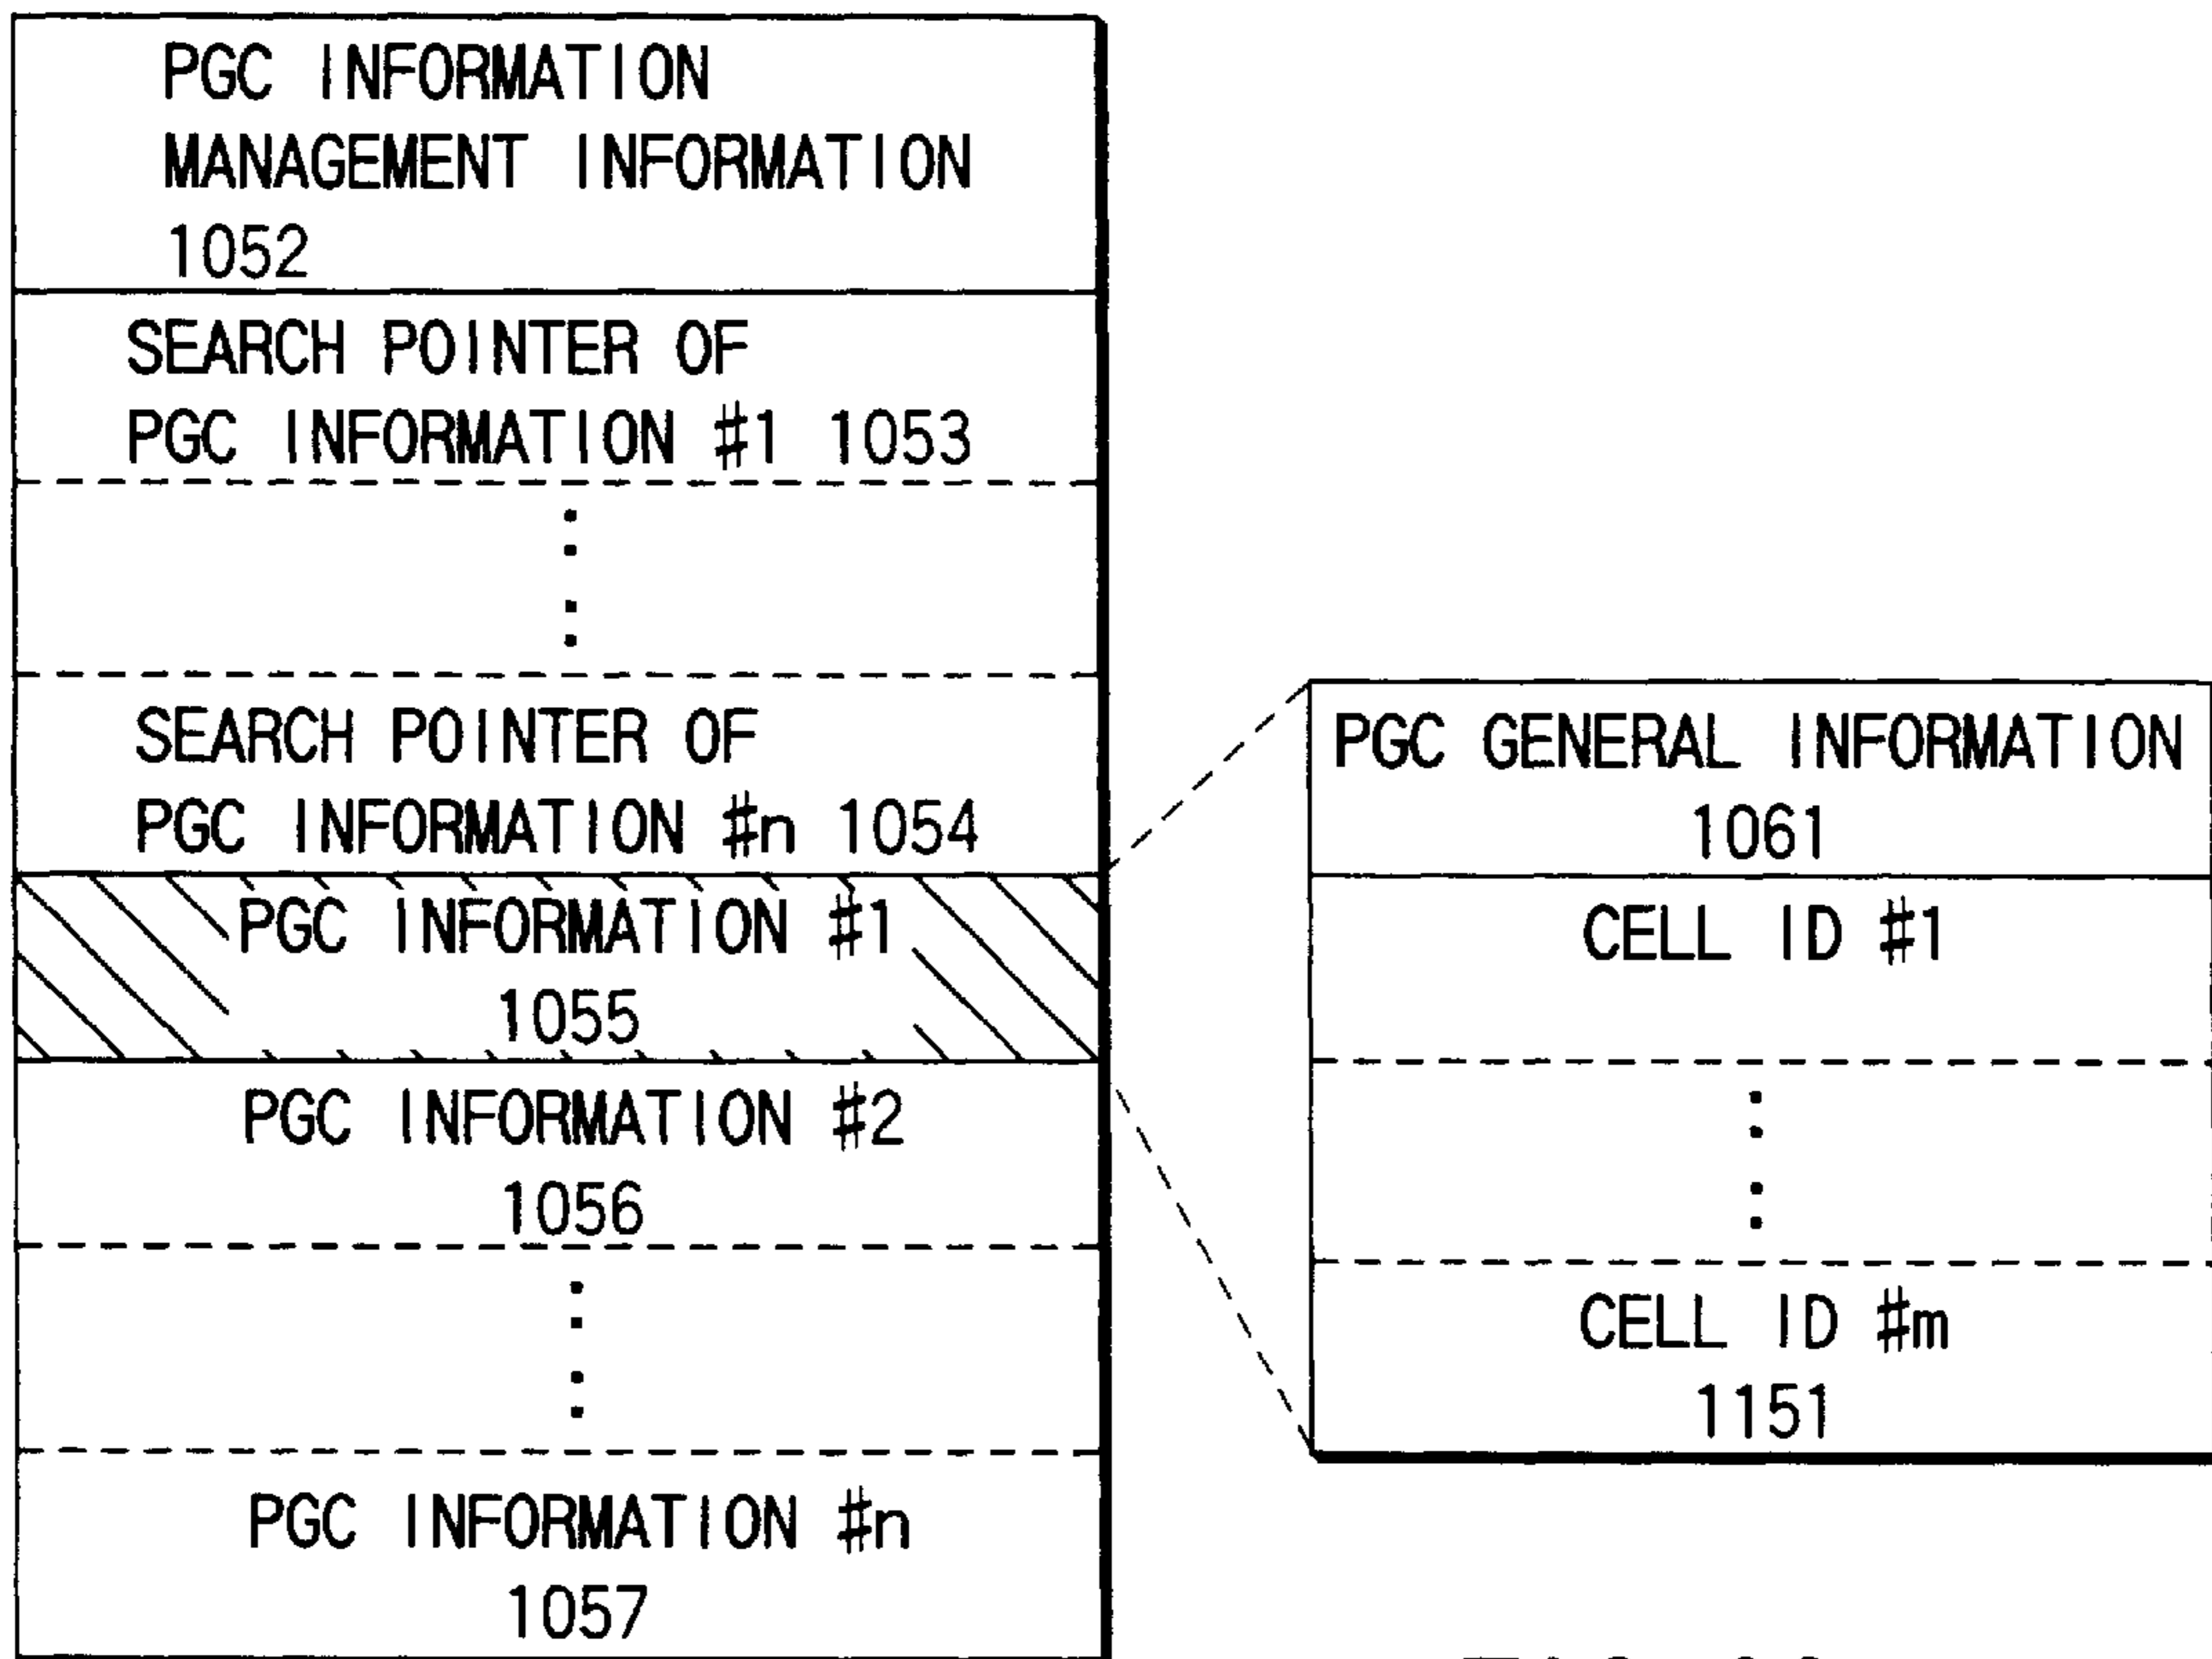 PGC INFORMATION
MANAGEMENT INFORMATION
1052
SEARCH POINTER OF
PGC INFORMATION #1 1053
SEARCH POINTER OF
PGC INFORMATION #n 1054
PGC INFORMATION #1
1055
PGC INFORMATION #2
1056
PGC INFORMATION #n
1057
PGC GENERAL INFORMATION
1061
CELL ID #1
CELL ID #m
1151